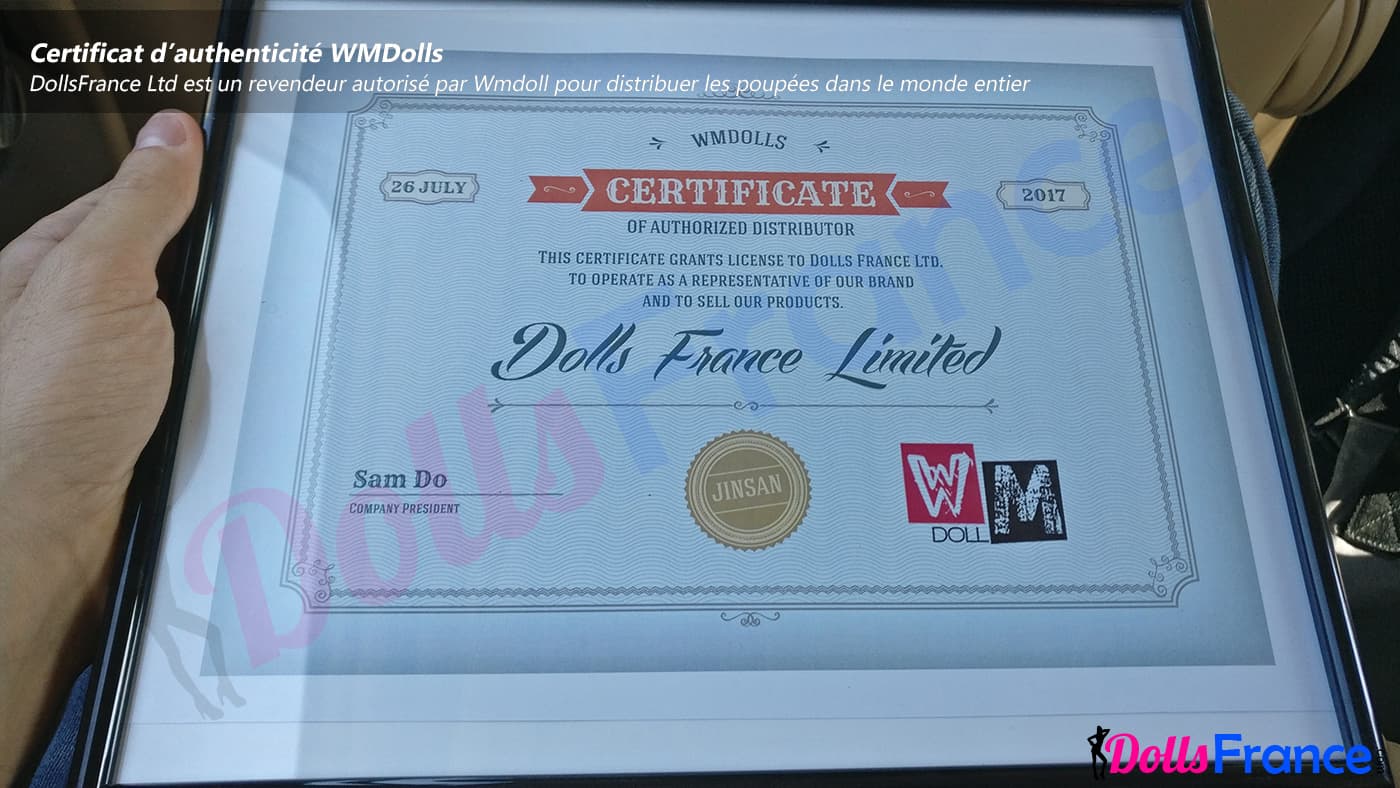 Certificat d’authenticité WMDolls
DollsFrance Ltd est un revendeur autorisé par Wmdoll pour distribuer les poupées dans le monde entier
WMDOLLS
26 JULY
CERTIFICATE
2017
OF AUTHORIZED DISTRIBUTOR
THIS CERTIFICATE GRANTS LICENSE TO DOLLS FRANCE LTD.
TO OPERATE AS A REPRESENTATIVE OF OUR BRAND
AND TO SELL OUR PRODUCTS.
Dolls France Limited
Sam Do
COMPANY PRESIDENT
JINSAN
W M
DOLL
DollsFrance
DollsFrance